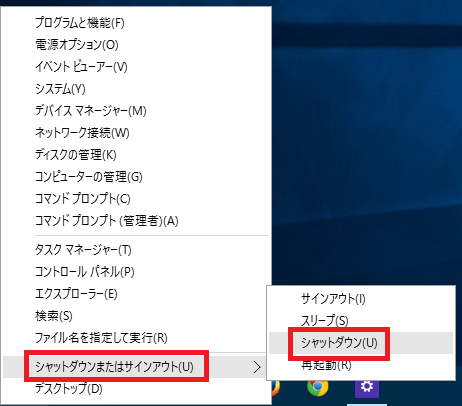 プログラムと機能(F)
電源オプション(O)
イベント ビューアー(V)
システム(Y)
デバイス マネージャー(M)
ネットワーク接続(W)
ディスクの管理(K)
コンピューターの管理(G)
コマンド プロンプト(C)
コマンド プロンプト (管理者)(A)
タスク マネージャー(T)
コントロール パネル(P)
エクスプローラー(E)
検索(S)
ファイル名を指定して実行(R)
シャットダウンまたはサインアウト(U)
デスクトップ(D)
サインアウト(I)
スリープ(S)
シャットダウン(U)
再起動(R)